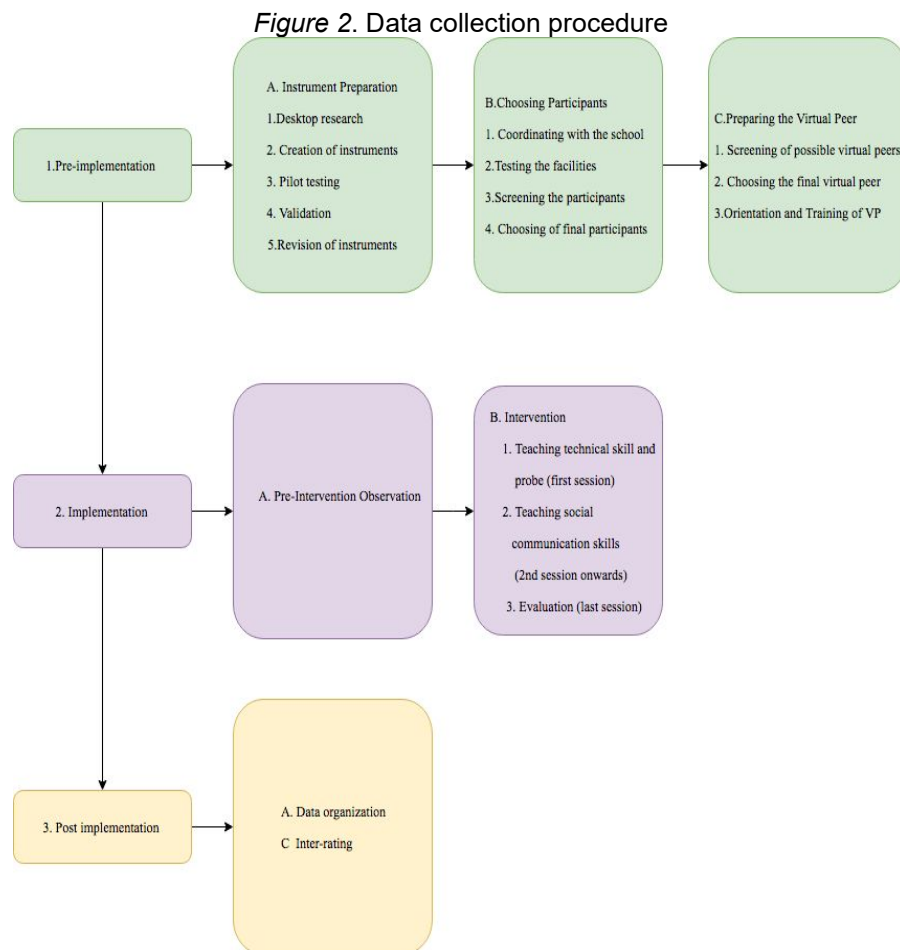 Figure 2. Data collection procedure
1.Pre-implementation
A. Instrument Preparation
1.Desktop research
2. Creation of instruments
3. Pilot testing
4. Validation
5.Revision of instruments
B.Choosing Participants
1. Coordinating with the school
2.Testing the facilities
3.Screening the participants
4. Choosing of final participants
C.Preparing the Virtual Peer
1. Screening of possible virtual peers
2. Choosing the final virtual peer
3.Orientation and Training of VP
2. Implementation
A. Pre-Intervention Observation
B. Intervention
1. Teaching technical skill and
probe (first session)
2. Teaching social
communication skills
(2nd session onwards)
3. Evaluation (last session)
3. Post implementation
A. Data organization
C Inter-rating